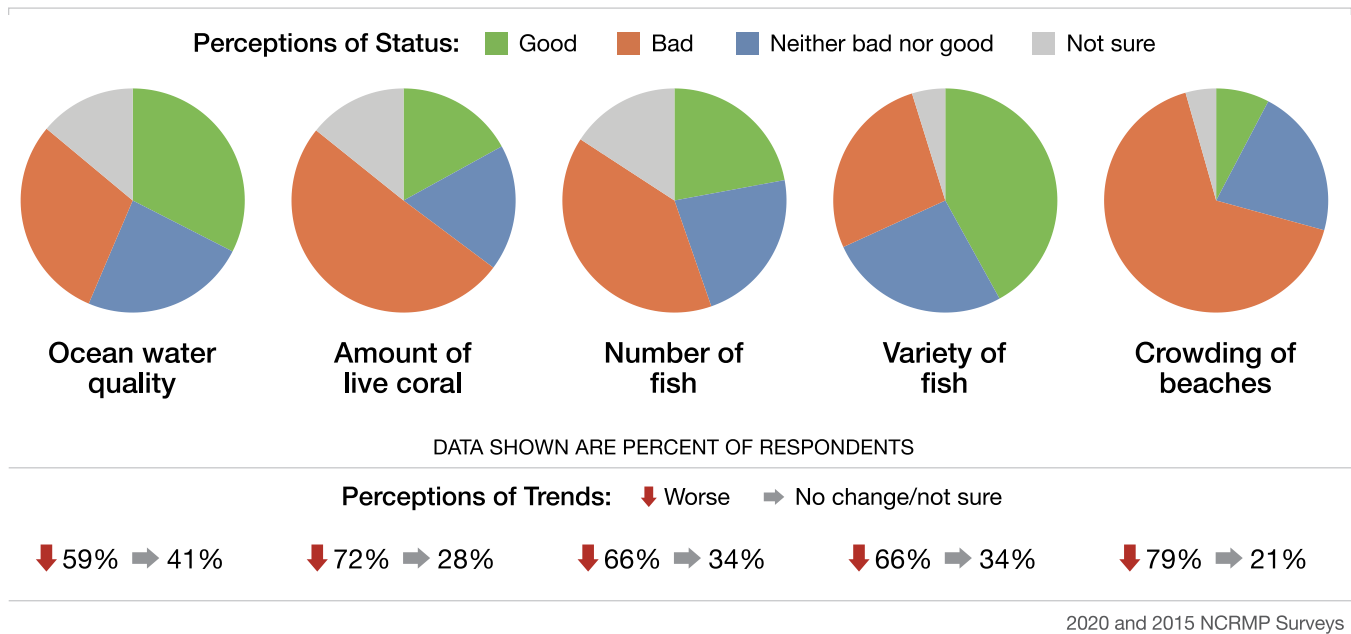 Perceptions of Status: Good Bad Neither bad nor good Not sure
Ocean water
quality
Amount of
live coral
Number of
fish
Variety of
fish
Crowding of
beaches
DATA SHOWN ARE PERCENT OF RESPONDENTS
Perceptions of Trends: Worse No change/not sure
59% 41% 72% 28% 66% 34% 66% 34% 79% 21%
2020 and 2015 NCRMP Surveys